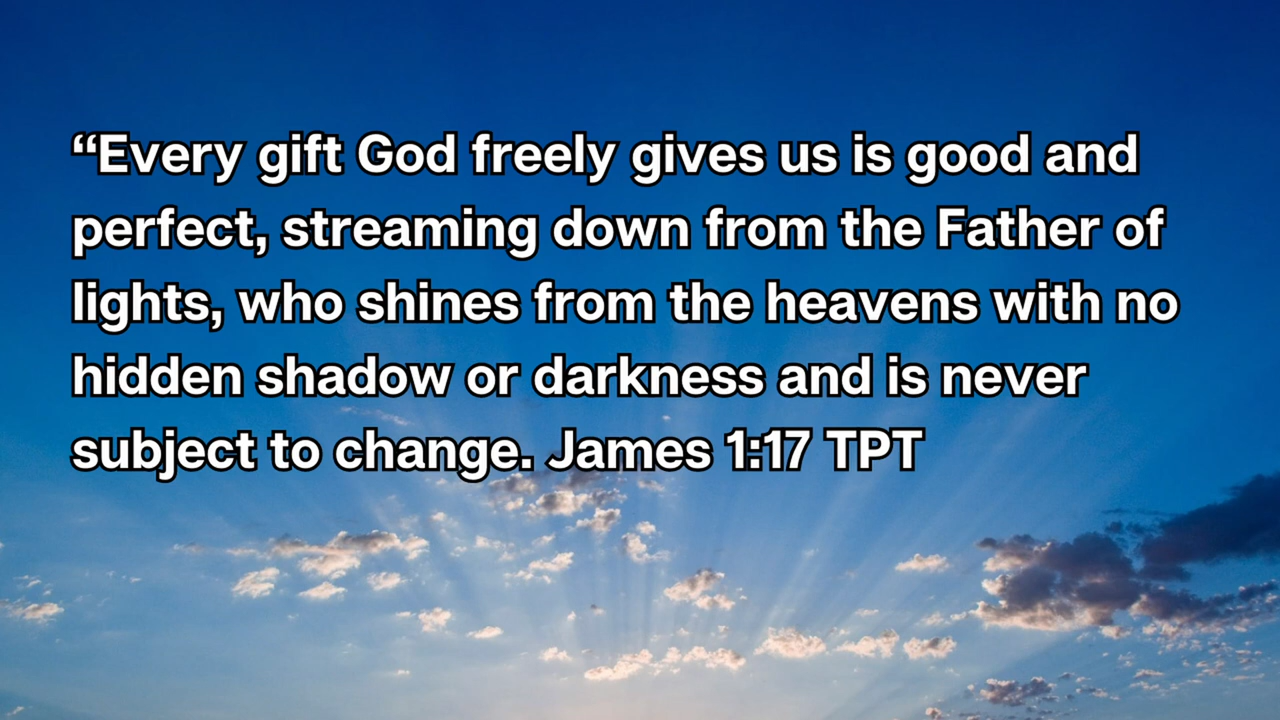 “Every gift God freely gives us is good and
perfect, streaming down from the Father of
lights, who shines from the heavens with no
hidden shadow or darkness and is never
subject to change. James 1:17 TPT